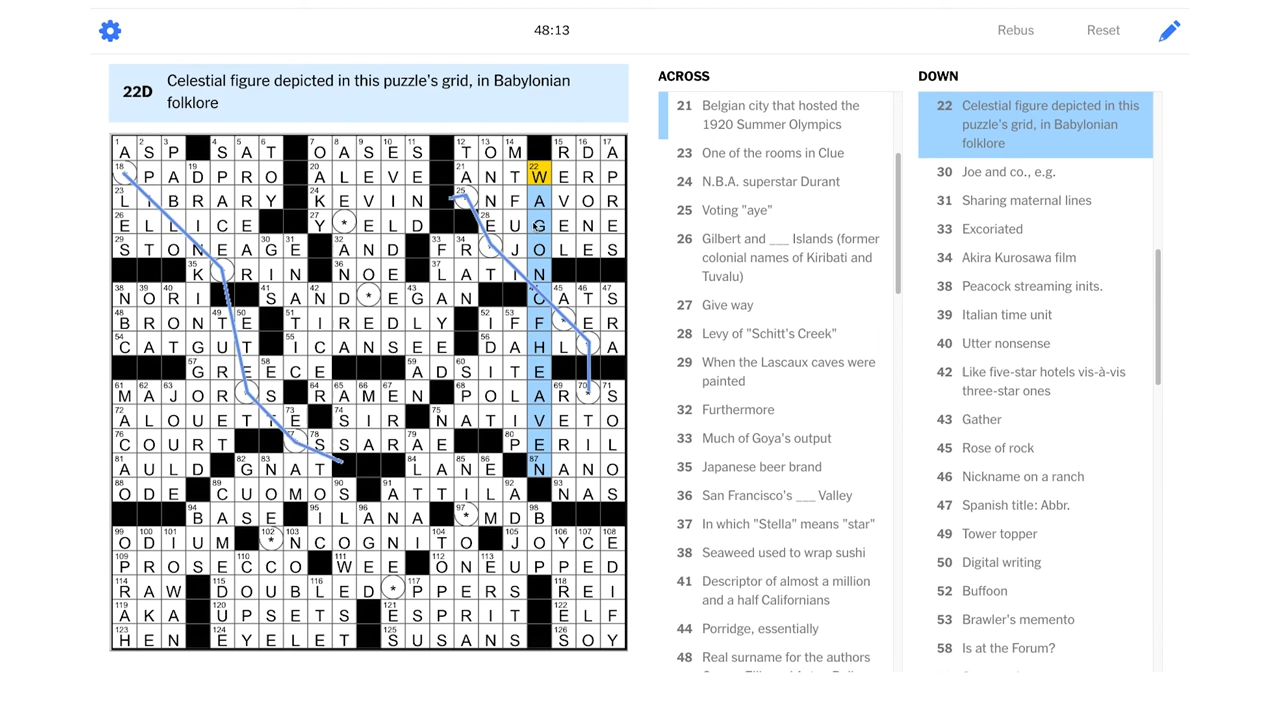 48:13
Rebus
Reset
22D
Celestial figure depicted in this puzzle's grid, in Babylonian
folklore
A S P S A T O A S E S T O M R D A
P A D P R O A L E V E A N T W E R P
L I B R A R Y K E V I N * N F A V O R
E L L I C E Y * E L D E U G E N E
S T O N E A G E A N D F R * J O L E S
K R I N N O E L A T I N
N O R I S A N D * E G A N O A T S
B R O N T E T I R E D L Y I F F * E R
C A T G U T I C A N S E E D A H L * A
G R E E C E A D S I T E
M A J O R * S R A M E N P O L A R * S
A L O U E T T E S I R N A T I V E T O
C O U R T * S S A R A E P E R I L
A U L D G N A T L A N E N A N O
O D E C U O M O S A T T I L A N A S
B A S E I L A N A * M D B
O D I U M * N C O G N I T O J O Y C E
P R O S E C C O W E E O N E U P P E D
R A W D O U B L E D * P P E R S R E I
A K A U P S E T S E S P R I T E L F
H E N E Y E L E T S U S A N S S O Y
ACROSS
21 Belgian city that hosted the
1920 Summer Olympics
23 One of the rooms in Clue
24 N.B.A. superstar Durant
25 Voting "aye"
26 Gilbert and ___ Islands (former
colonial names of Kiribati and
Tuvalu)
27 Give way
28 Levy of "Schitt's Creek"
29 When the Lascaux caves were
painted
32 Furthermore
33 Much of Goya's output
35 Japanese beer brand
36 San Francisco's ___ Valley
37 In which "Stella" means "star"
38 Seaweed used to wrap sushi
41 Descriptor of almost a million
and a half Californians
44 Porridge, essentially
48 Real surname for the authors
DOWN
22 Celestial figure depicted in this
puzzle's grid, in Babylonian
folklore
30 Joe and co., e.g.
31 Sharing maternal lines
33 Excoriated
34 Akira Kurosawa film
38 Peacock streaming inits.
39 Italian time unit
40 Utter nonsense
42 Like five-star hotels vis-à-vis
three-star ones
43 Gather
45 Rose of rock
46 Nickname on a ranch
47 Spanish title: Abbr.
49 Tower topper
50 Digital writing
52 Buffoon
53 Brawler's memento
58 Is at the Forum?